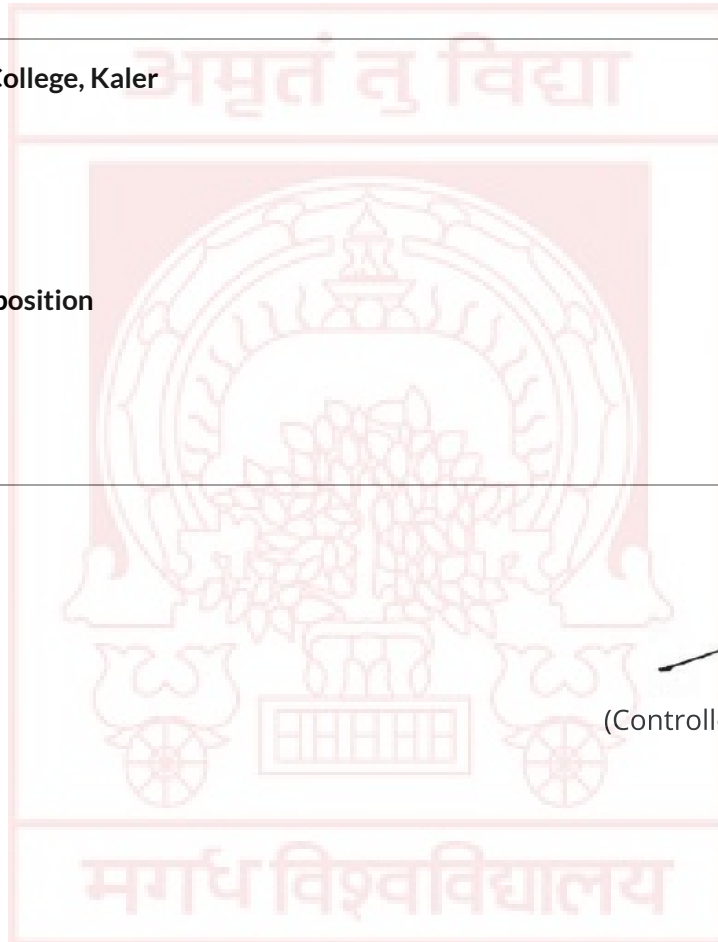 अमृतं तु विद्या
College, Kaler
position
(Controll
मगध विश्वविद्यालय